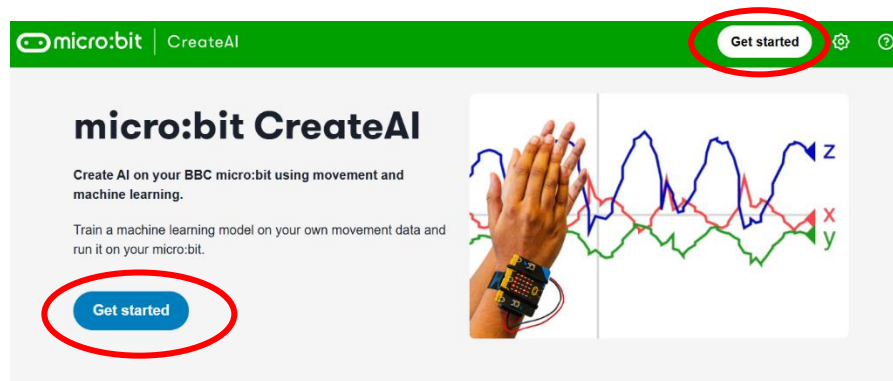 micro:bit | CreateAI
Get started
micro:bit CreateAI
Create AI on your BBC micro:bit using movement and
machine learning.
Train a machine learning model on your own movement data and
run it on your micro:bit.
Get started
z
x
y